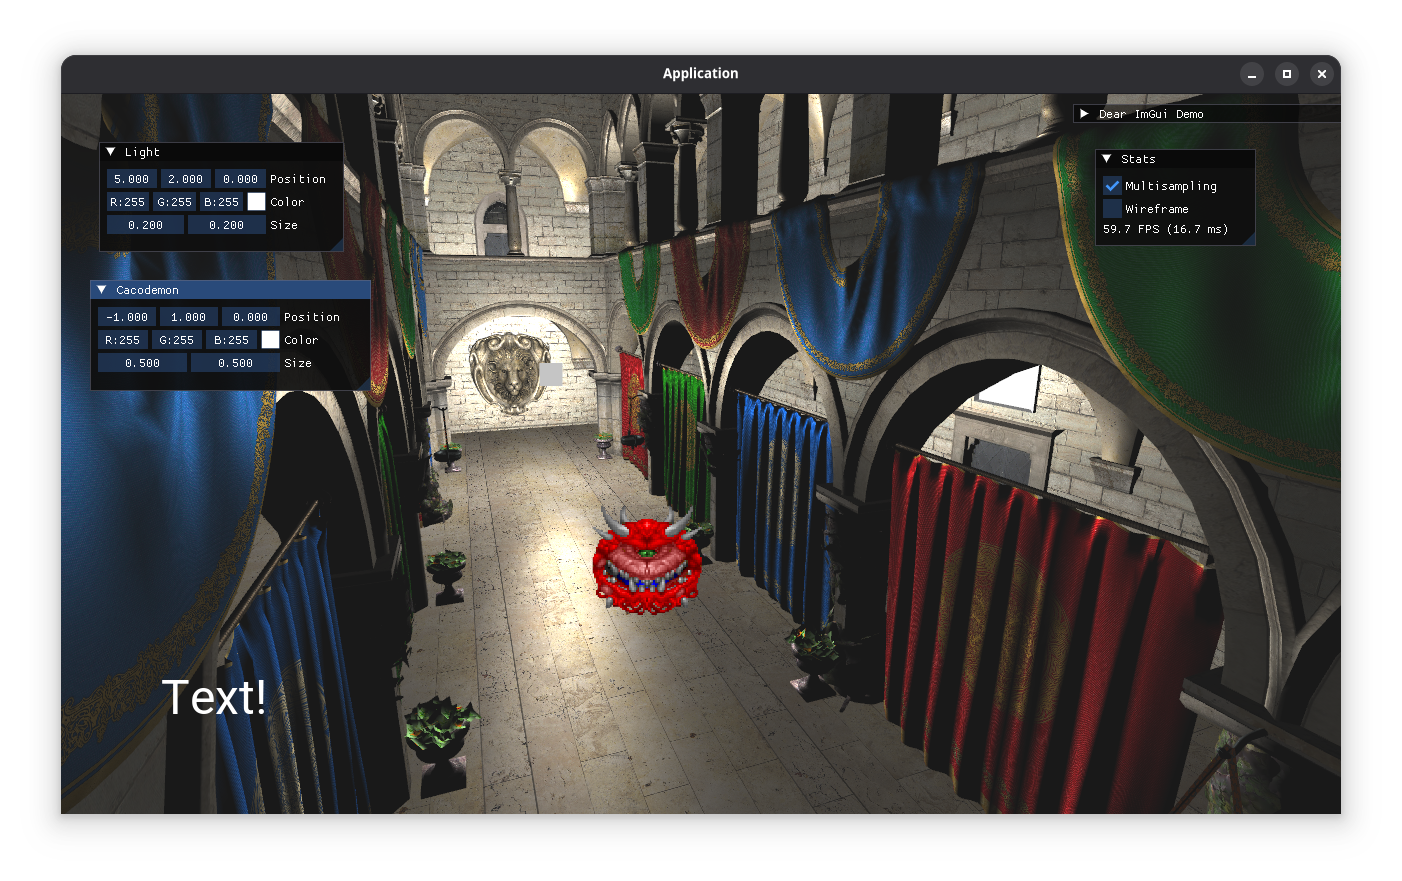 Application
Dear ImGui Demo
Light
5.000 2.000 0.000 Position
R:255 G:255 B:255 Color
0.200 0.200 Size
Stats
Multisampling
Wireframe
59.7 FPS (16.7 ms)
Cacodemon
-1.000 1.000 0.000 Position
R:255 G:255 B:255 Color
0.500 0.500 Size
Text!